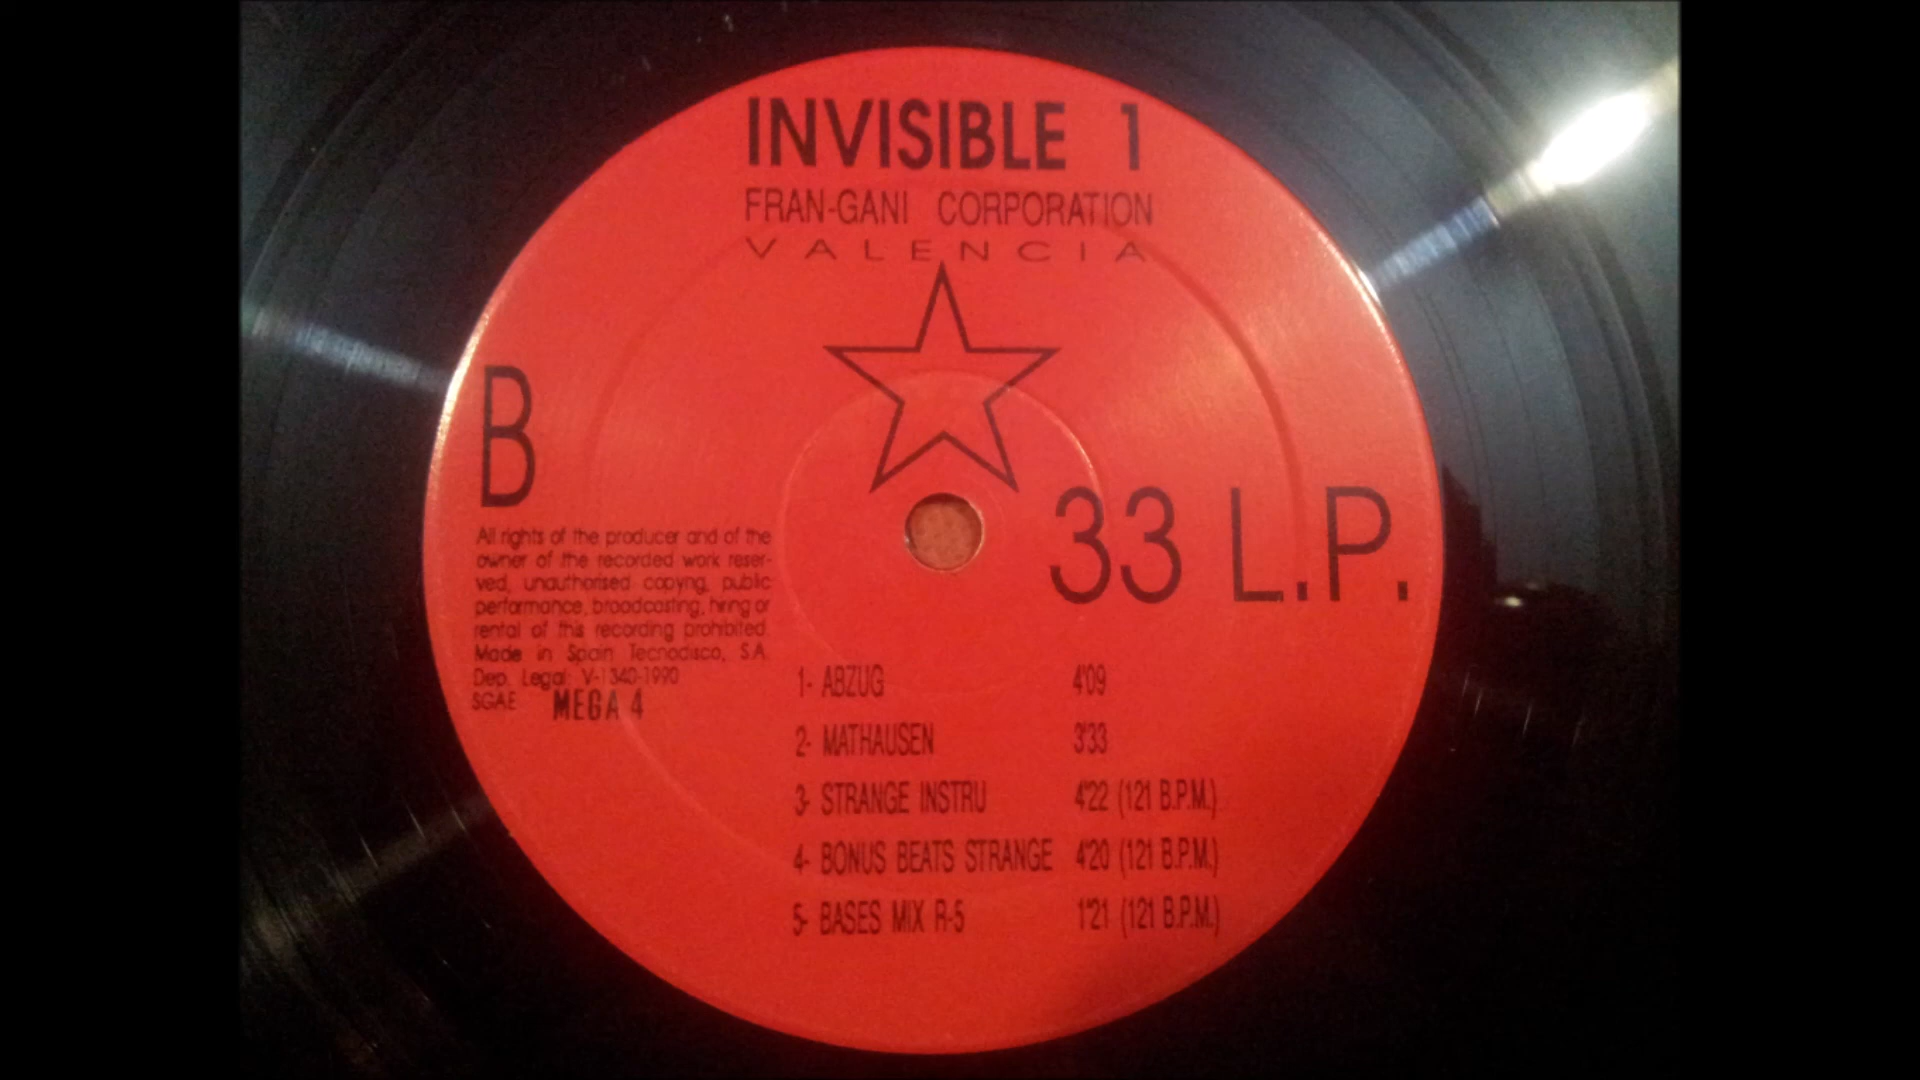 INVISIBLE 1
FRAN-GANI CORPORATION
VALENCIA
B
33 L.P.
All rights of the producer and of the
owner of the recorded work reser-
ved, unauthorised copyng, public
performance, broadcasting, hiring or
rental of this recording prohibited.
Made in Spain Tecnodisco, S.A.
Dep. Legal: V-1340-1990
SGAE MEGA 4
1- ABZUG 4'09
2- MATHAUSEN 3'33
3- STRANGE INSTRU 4'22 (121 B.P.M.)
4- BONUS BEATS STRANGE 4'20 (121 B.P.M.)
5- BASES MIX R-5 1'21 (121 B.P.M.)